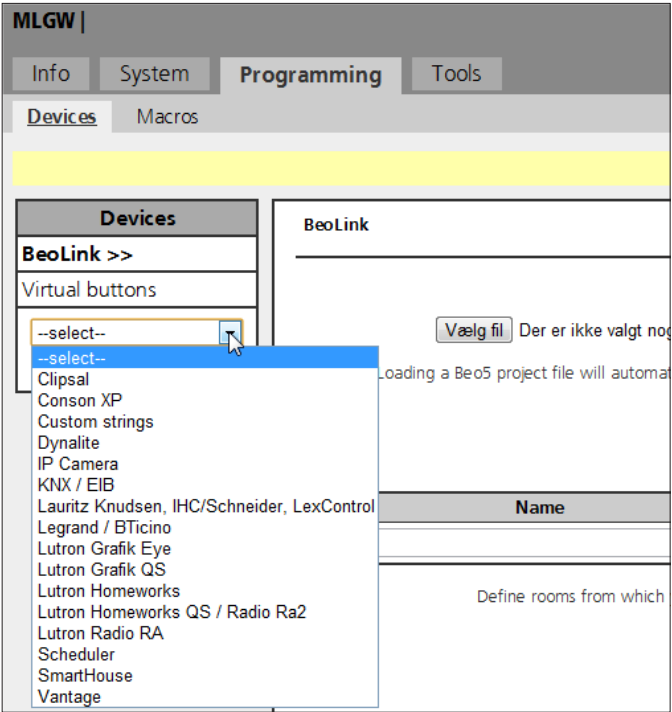 MLGW |
Info System Programming Tools
Devices Macros
Devices
BeoLink >>
Virtual buttons
--select--
--select--
Clipsal
Conson XP
Custom strings
Dynalite
IP Camera
KNX / EIB
Lauritz Knudsen, IHC/Schneider, LexControl
Legrand / BTicino
Lutron Grafik Eye
Lutron Grafik QS
Lutron Homeworks
Lutron Homeworks QS / Radio Ra2
Lutron Radio RA
Scheduler
SmartHouse
Vantage
BeoLink
Vælg fil Der er ikke valgt nog
Loading a Beo5 project file will automat
Name
Define rooms from which